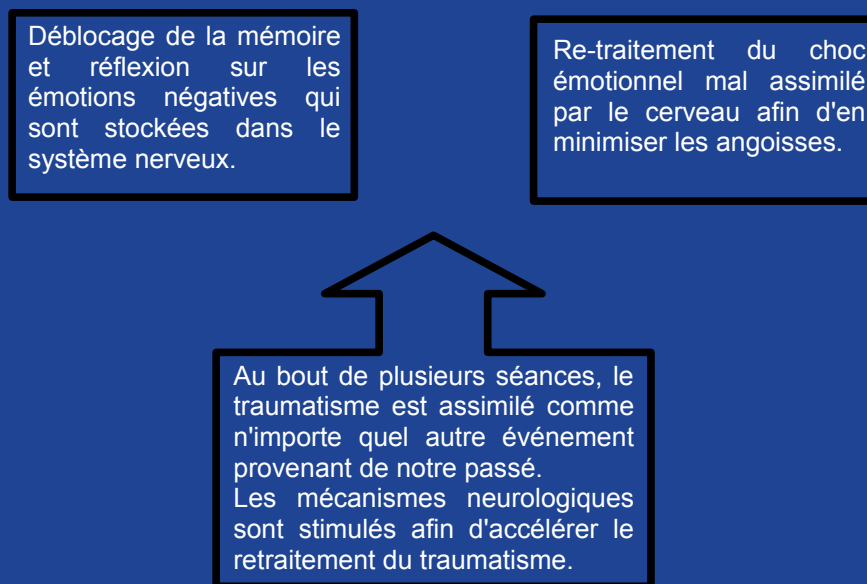 Déblocage de la mémoire
et réflexion sur les
émotions négatives qui
sont stockées dans le
système nerveux.
Re-traitement du choc
émotionnel mal assimilé
par le cerveau afin d'en
minimiser les angoisses.
Au bout de plusieurs séances, le
traumatisme est assimilé comme
n'importe quel autre événement
provenant de notre passé.
Les mécanismes neurologiques
sont stimulés afin d'accélérer le
retraitement du traumatisme.